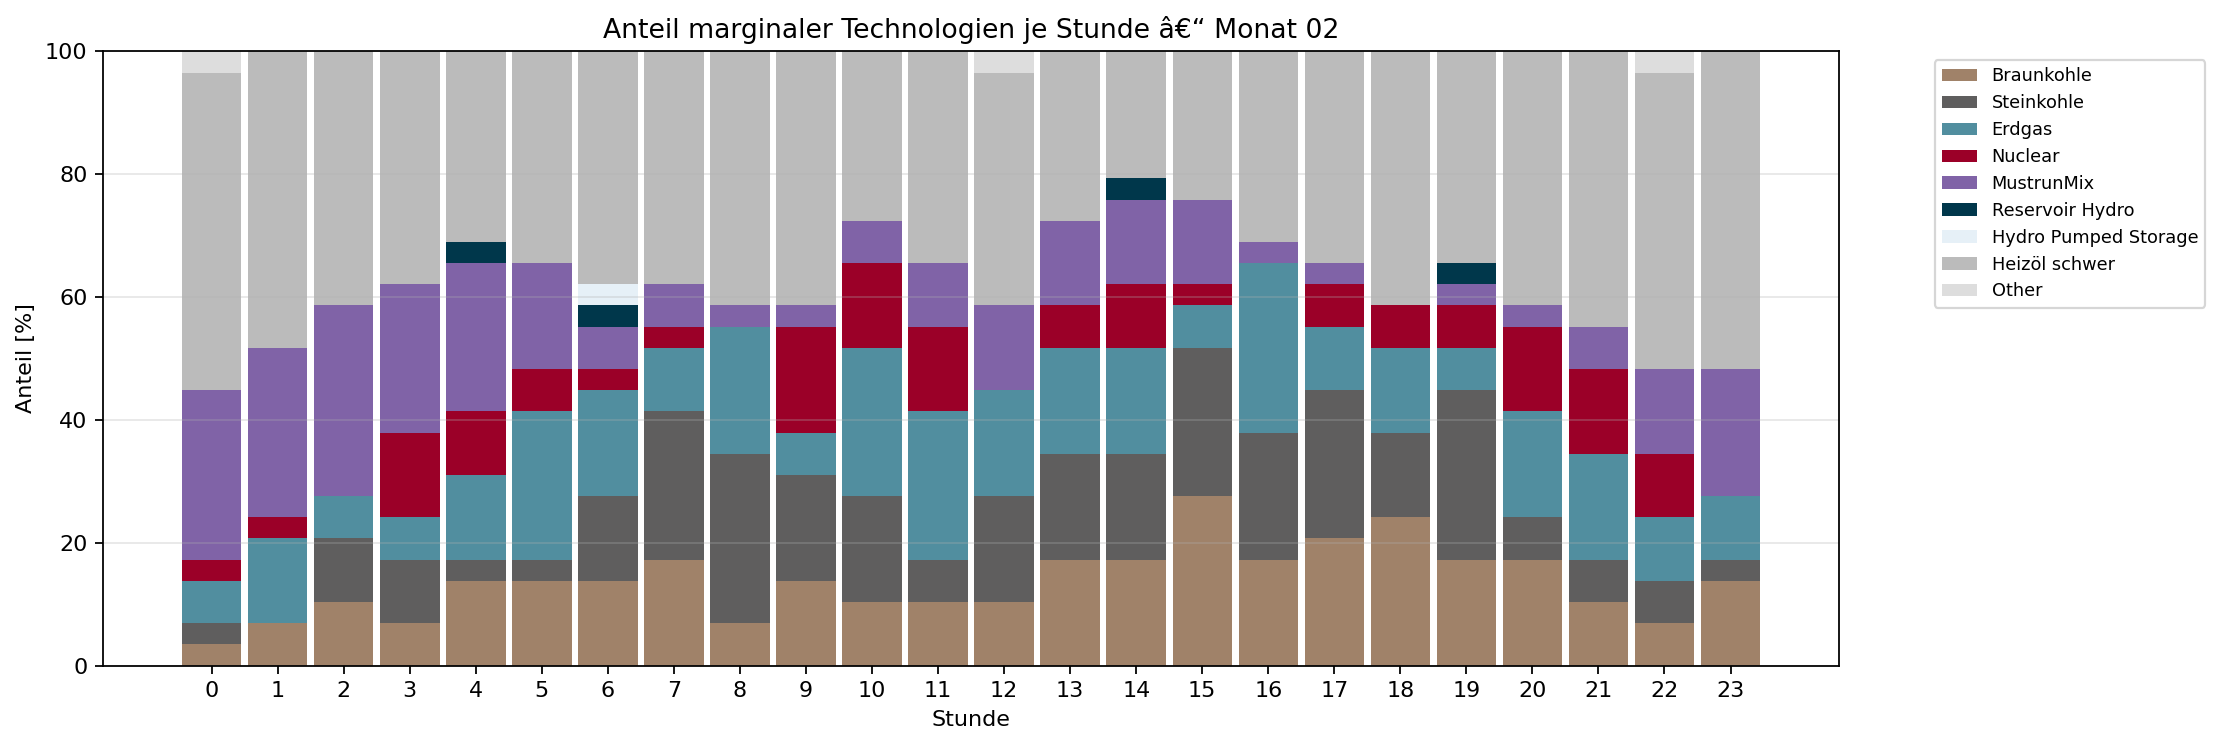 Anteil marginaler Technologien je Stunde â€“ Monat 02
Anteil [%]
100
80
60
40
20
0
0 1 2 3 4 5 6 7 8 9 10 11 12 13 14 15 16 17 18 19 20 21 22 23
Stunde
Braunkohle
Steinkohle
Erdgas
Nuclear
MustrunMix
Reservoir Hydro
Hydro Pumped Storage
Heizöl schwer
Other